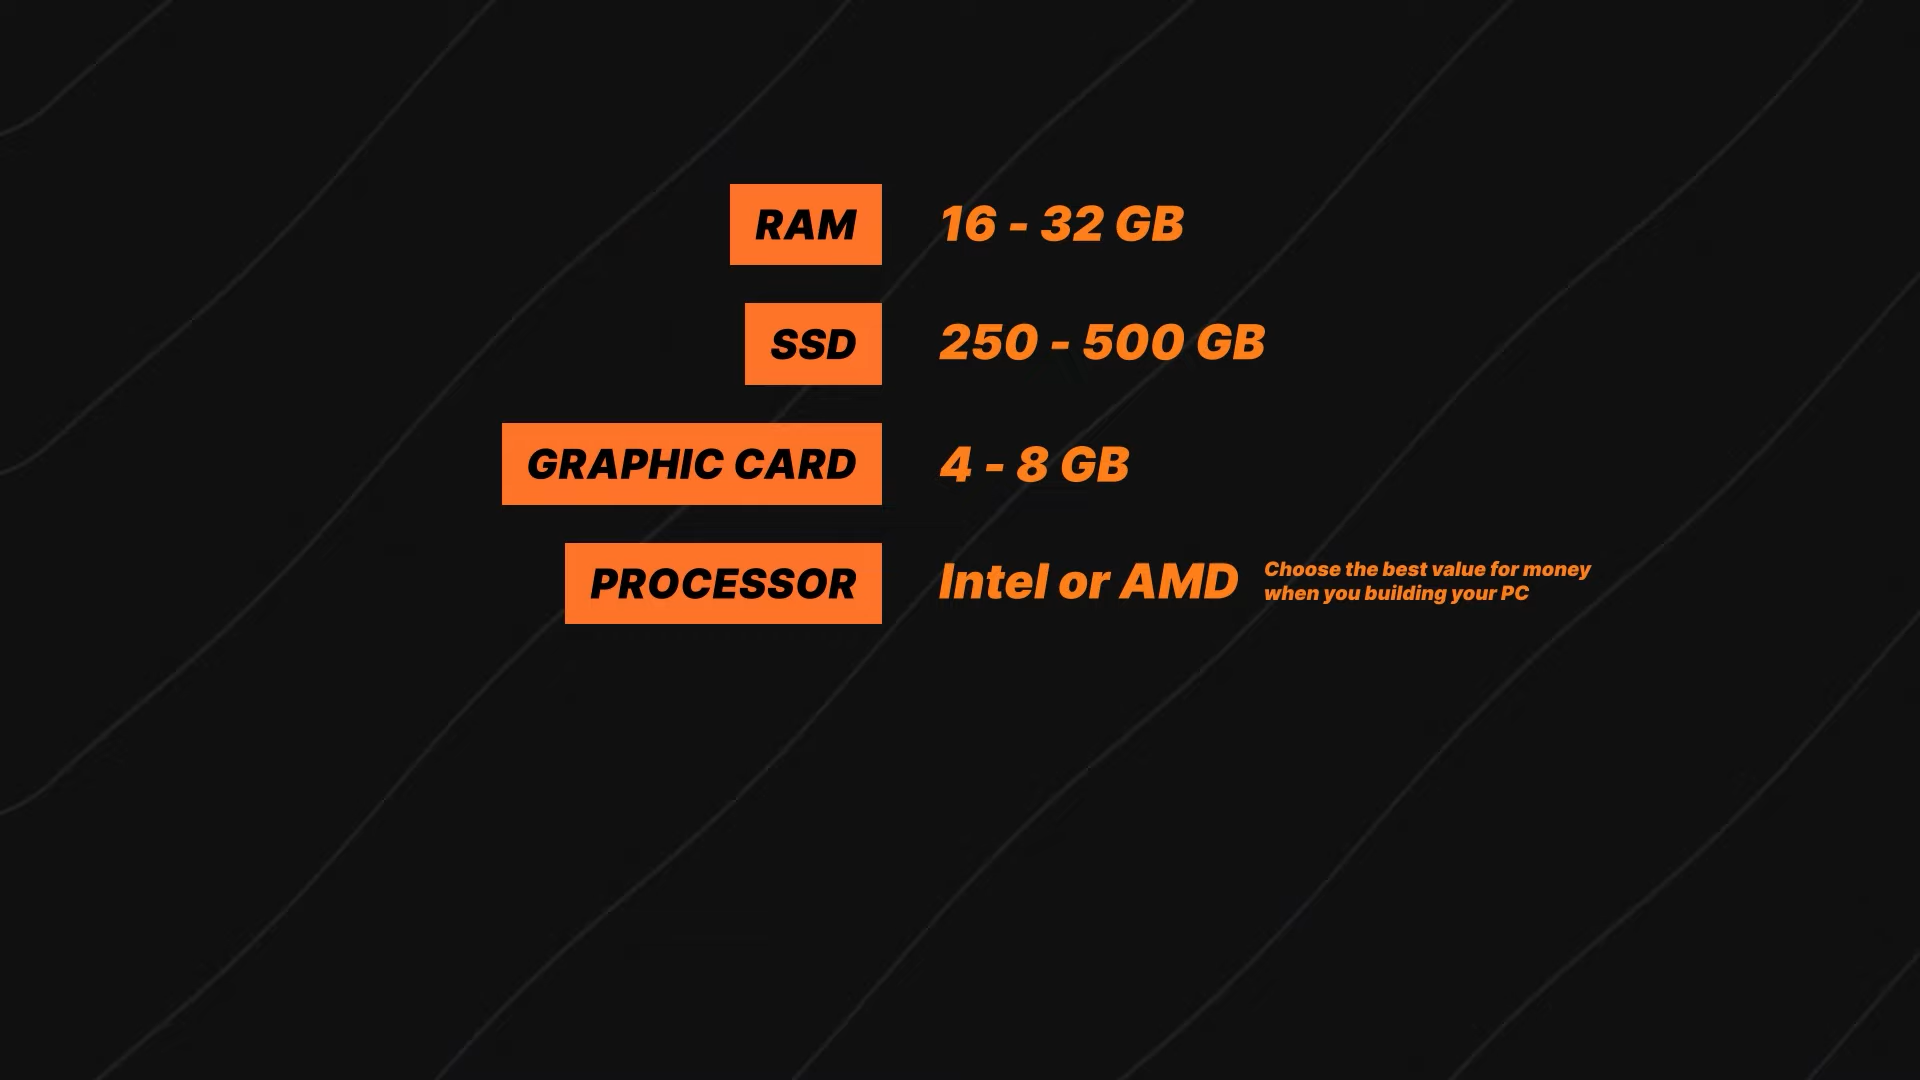 RAM 16 - 32 GB
SSD 250 - 500 GB
GRAPHIC CARD 4 - 8 GB
PROCESSOR Intel or AMD
Choose the best value for money
when you building your PC